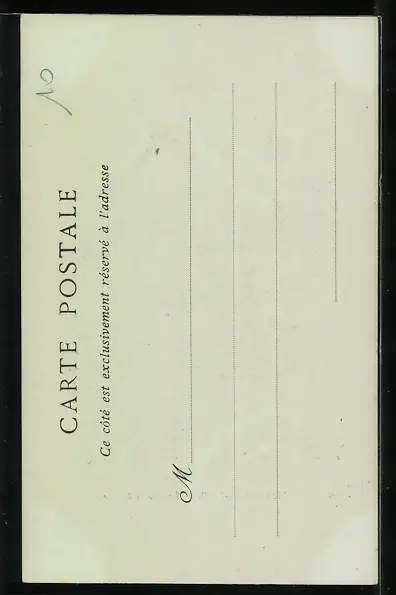 10
CARTE POSTALE
Ce côté est exclusivement réservé à l'adresse
M